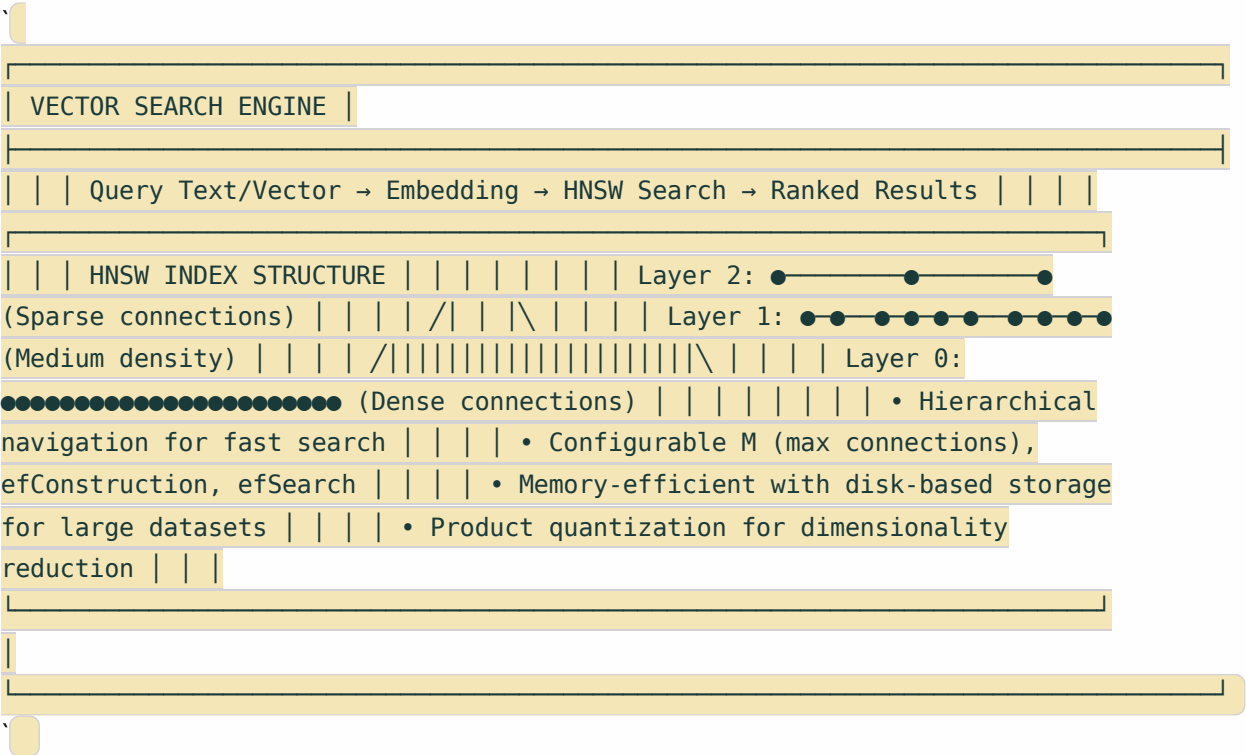 `
┌──────────────────────────────────────────────────────────────────────────────────┐
│ VECTOR SEARCH ENGINE │
├──────────────────────────────────────────────────────────────────────────────────┤
│ │ │ Query Text/Vector → Embedding → HNSW Search → Ranked Results │ │ │ │
┌──────────────────────────────────────────────────────────────────────────┐
│ │ │ HNSW INDEX STRUCTURE │ │ │ │ │ │ │ │ Layer 2: ●────────●────────●
(Sparse connections) │ │ │ │ ╱│ │ │╲ │ │ │ │ Layer 1: ●─●──●─●─●─●──●─●─●─●
(Medium density) │ │ │ │ ╱│││││││││││││││││││││╲ │ │ │ │ Layer 0:
●●●●●●●●●●●●●●●●●●●●●●● (Dense connections) │ │ │ │ │ │ │ │ • Hierarchical
navigation for fast search │ │ │ │ • Configurable M (max connections),
efConstruction, efSearch │ │ │ │ • Memory-efficient with disk-based storage
for large datasets │ │ │ │ • Product quantization for dimensionality
reduction │ │ │
└──────────────────────────────────────────────────────────────────────────┘
│
└──────────────────────────────────────────────────────────────────────────────────┘
`